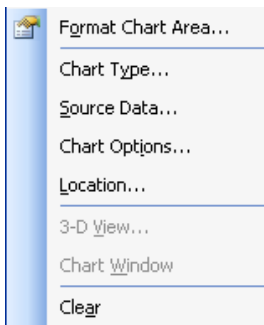 Format Chart Area...
Chart Type...
Source Data...
Chart Options...
Location...
3-D View...
Chart Window
Clear